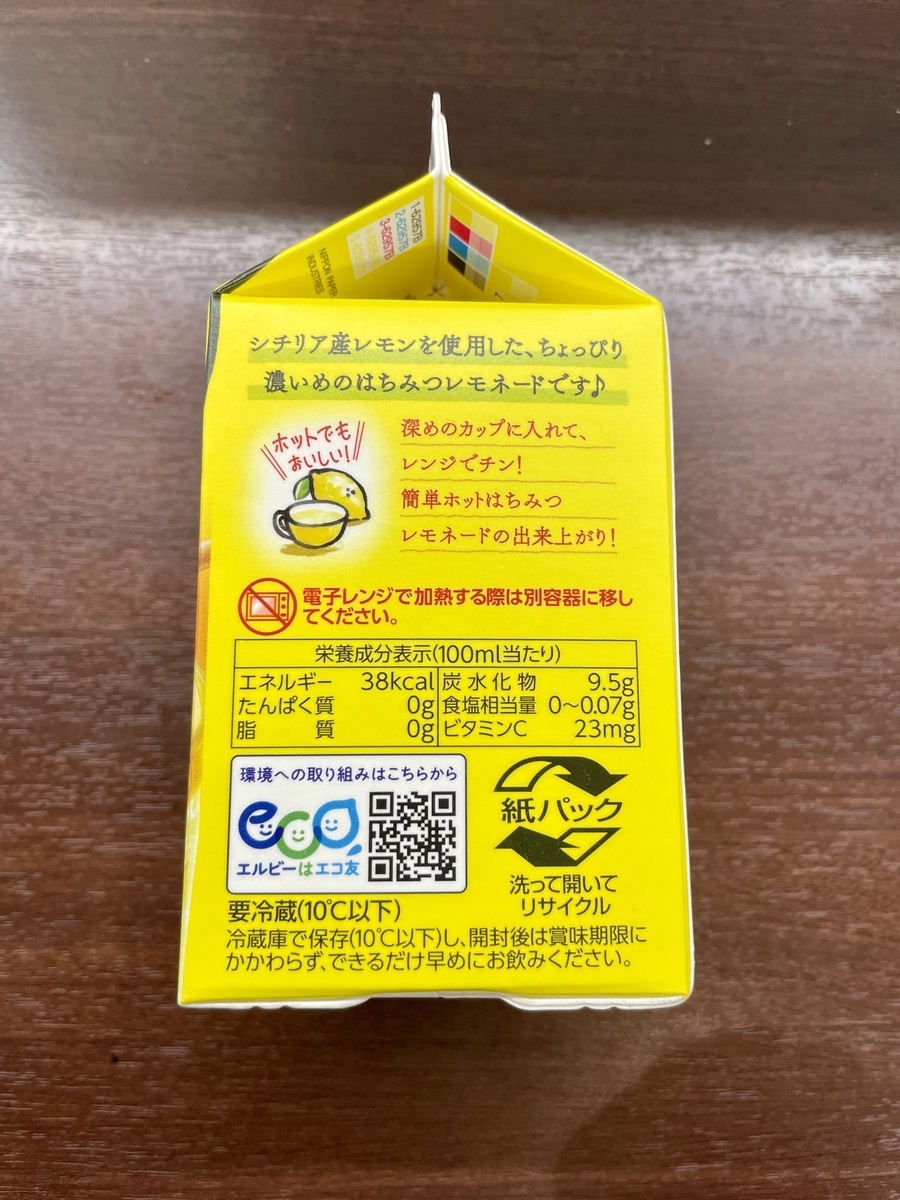 1-62957B
2-62957B
3-62957B
NIPPON PAPER
INDUSTRIES
シチリア産レモンを使用した、ちょっぴり
濃いめのはちみつレモネードです♪
ホットでも
おいしい!
深めのカップに入れて、
レンジでチン!
簡単ホットはちみつ
レモネードの出来上がり!
電子レンジで加熱する際は別容器に移し
てください。
栄養成分表示(100ml当たり)
エネルギー 38kcal 炭水化物 9.5g
たんぱく質 0g 食塩相当量 0〜0.07g
脂質 0g ビタミンC 23mg
環境への取り組みはこちらから
eco
エルビーはエコ友
紙パック
洗って開いて
リサイクル
要冷蔵(10℃以下)
冷蔵庫で保存(10℃以下)し、開封後は賞味期限に
かかわらず、できるだけ早めにお飲みください。